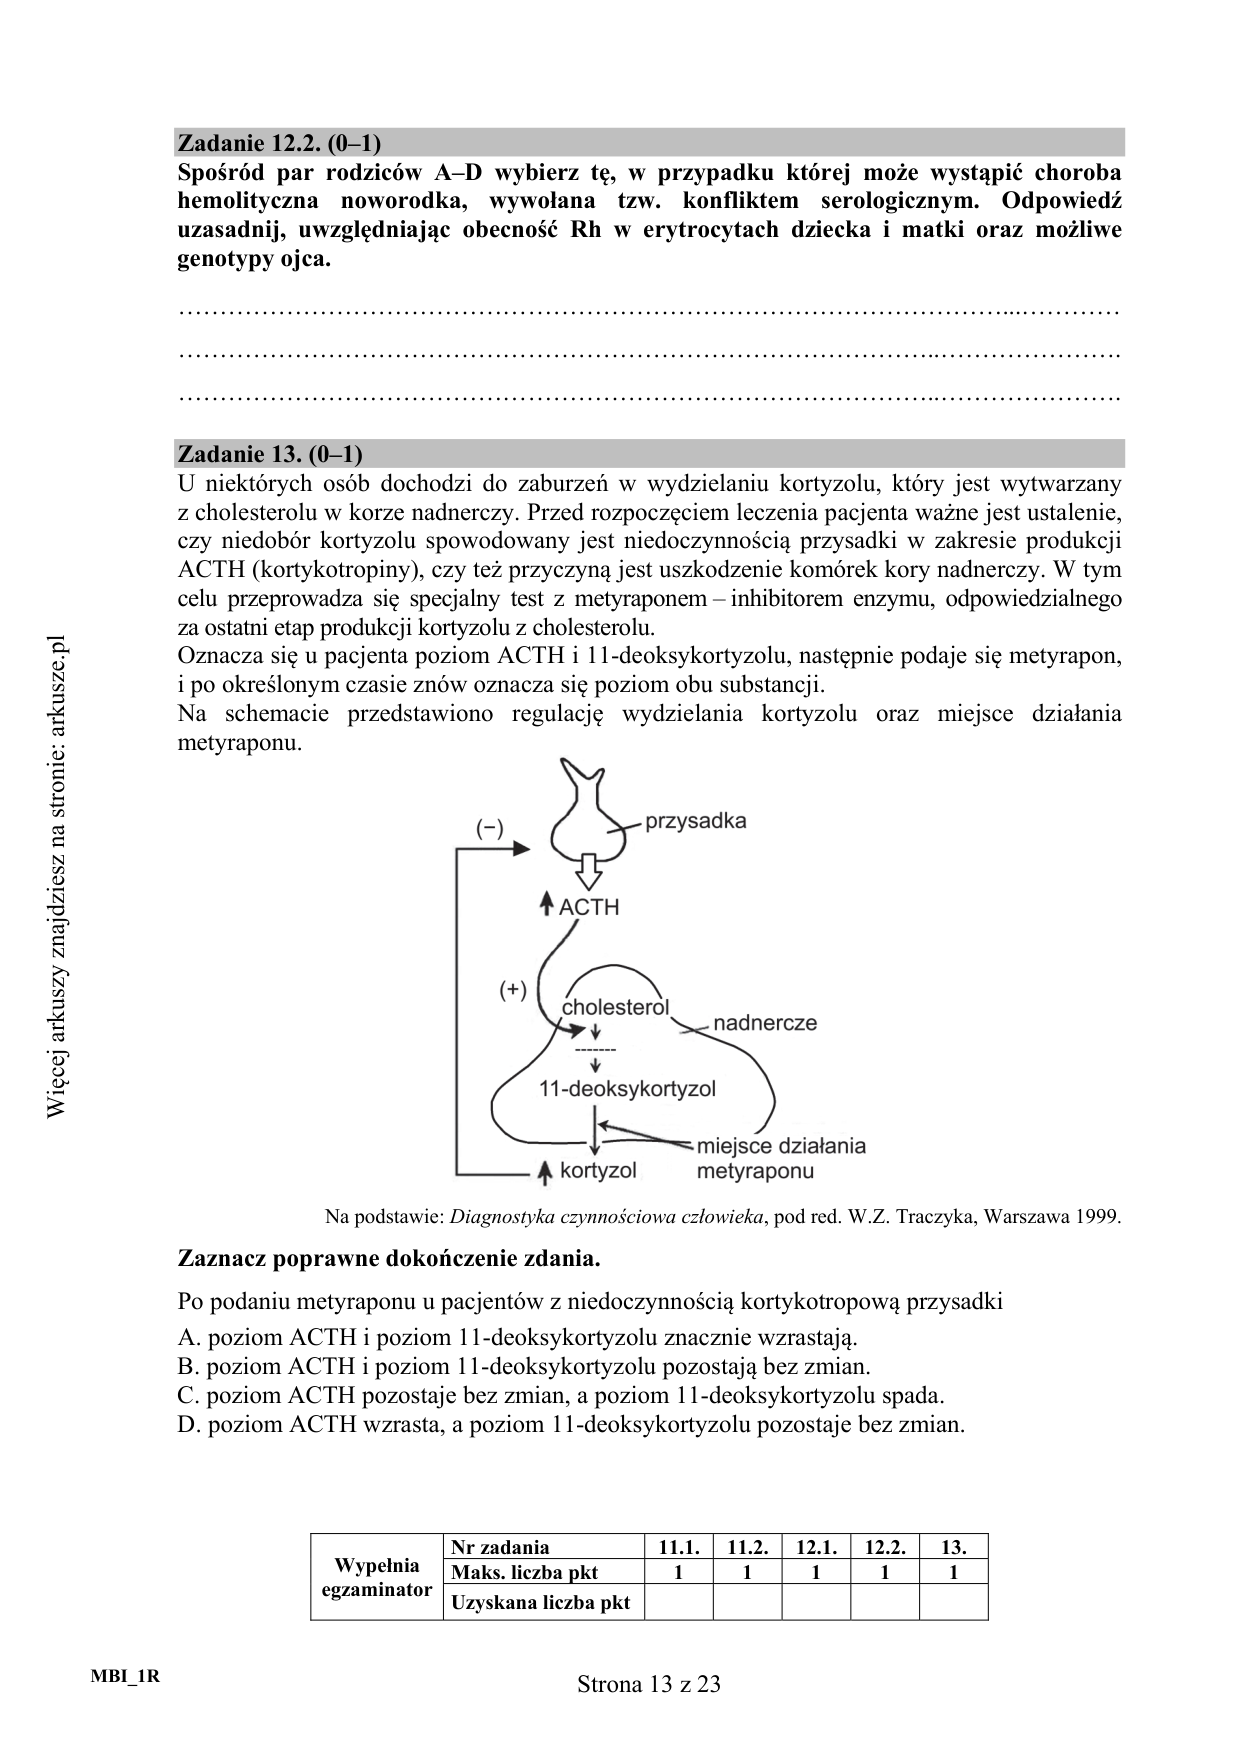 Zadanie 12.2. (0–1)
Spośród par rodziców A–D wybierz tę, w przypadku której może wystąpić choroba
hemolityczna noworodka, wywołana tzw. konfliktem serologicznym. Odpowiedź
uzasadnij, uwzględniając obecność Rh w erytrocytach dziecka i matki oraz możliwe
genotypy ojca.
Zadanie 13. (0–1)
U niektórych osób dochodzi do zaburzeń w wydzielaniu kortyzolu, który jest wytwarzany
z cholesterolu w korze nadnerczy. Przed rozpoczęciem leczenia pacjenta ważne jest ustalenie,
czy niedobór kortyzolu spowodowany jest niedoczynnością przysadki w zakresie produkcji
ACTH (kortykotropiny), czy też przyczyną jest uszkodzenie komórek kory nadnerczy. W tym
celu przeprowadza się specjalny test z metyraponem – inhibitorem enzymu, odpowiedzialnego
za ostatni etap produkcji kortyzolu z cholesterolu.
Oznacza się u pacjenta poziom ACTH i 11-deoksykortyzolu, następnie podaje się metyrapon,
i po określonym czasie znów oznacza się poziom obu substancji.
Na schemacie przedstawiono regulację wydzielania kortyzolu oraz miejsce działania
metyraponu.
(−)
przysadka
ACTH
(+)
cholesterol
nadnercze
11-deoksykortyzol
miejsce działania
metyraponu
kortyzol
Na podstawie: Diagnostyka czynnościowa człowieka, pod red. W.Z. Traczyka, Warszawa 1999.
Zaznacz poprawne dokończenie zdania.
Po podaniu metyraponu u pacjentów z niedoczynnością kortykotropową przysadki
A. poziom ACTH i poziom 11-deoksykortyzolu znacznie wzrastają.
B. poziom ACTH i poziom 11-deoksykortyzolu pozostają bez zmian.
C. poziom ACTH pozostaje bez zmian, a poziom 11-deoksykortyzolu spada.
D. poziom ACTH wzrasta, a poziom 11-deoksykortyzolu pozostaje bez zmian.
Wypełnia
egzaminator
Nr zadania 11.1. 11.2. 12.1. 12.2. 13.
Maks. liczba pkt 1 1 1 1 1
Uzyskana liczba pkt
MBI_1R
Strona 13 z 23
Więcej arkuszy znajdziesz na stronie: arkusze.pl